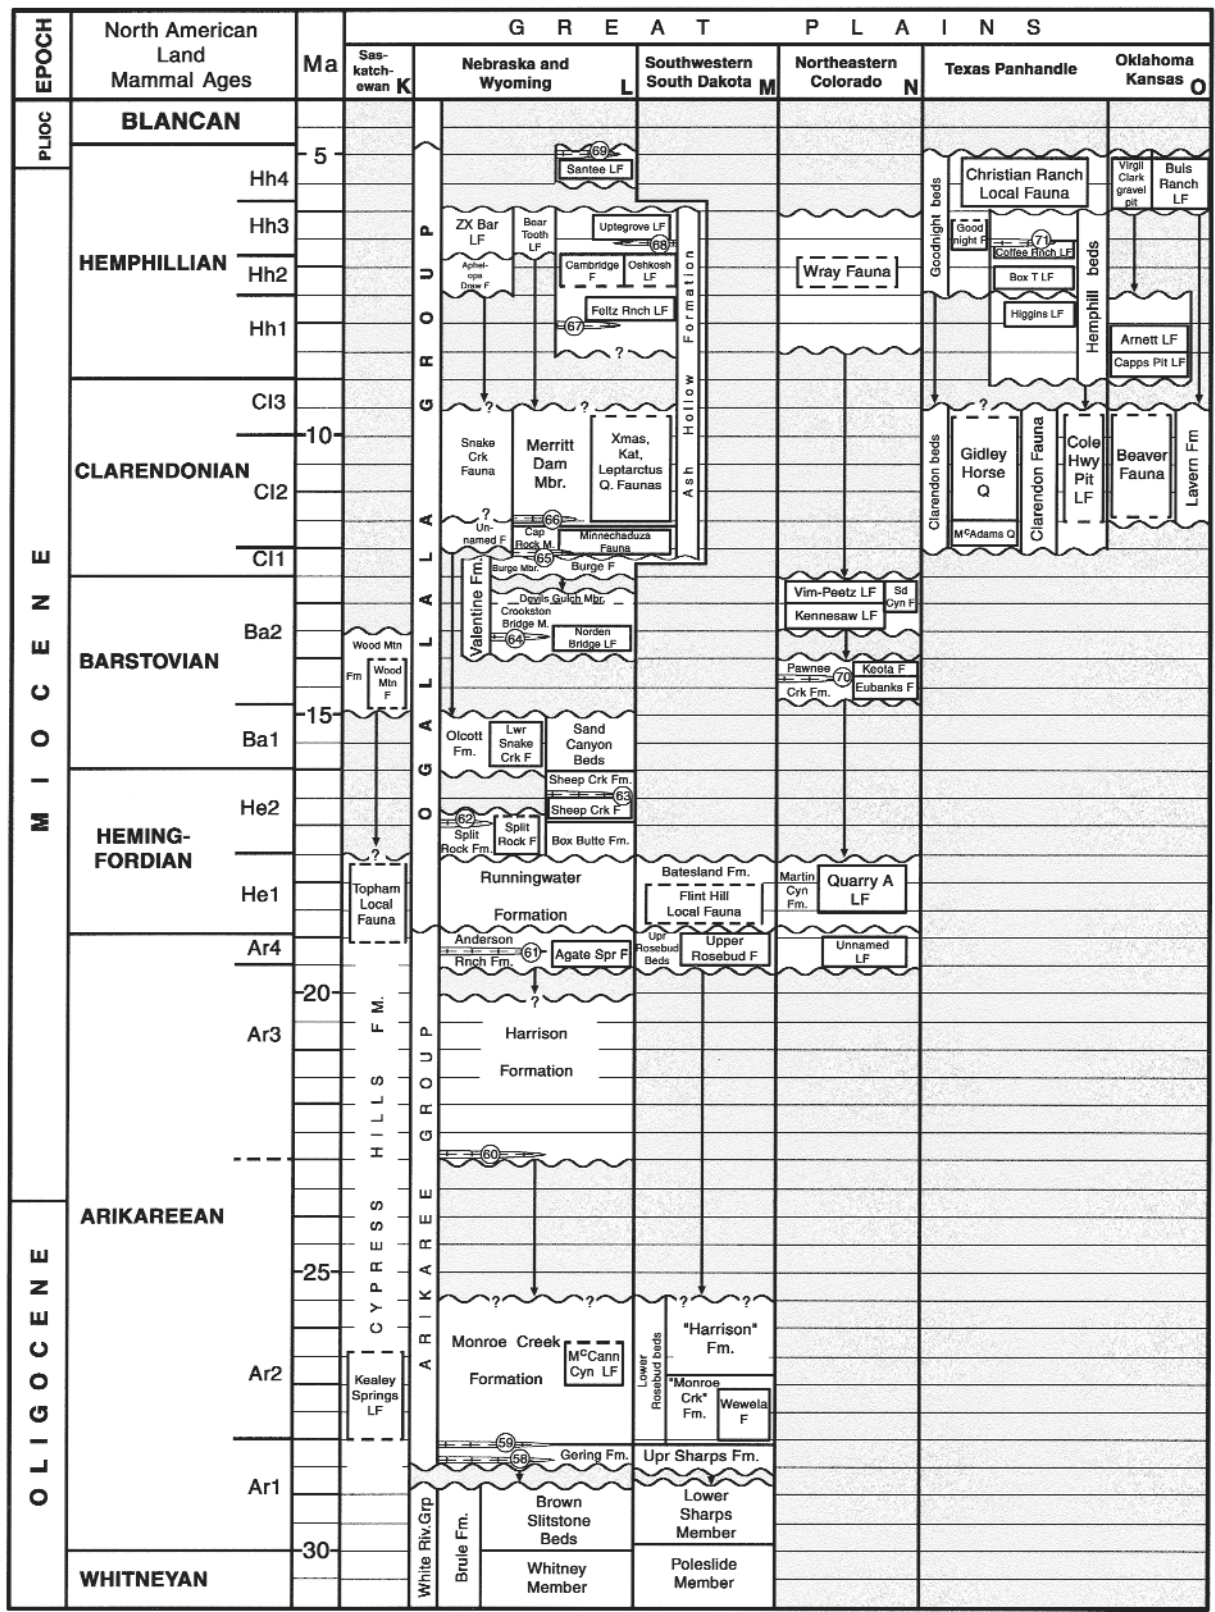 G R E A T P L A I N S
EPOCH
North American
Land
Mammal Ages
Ma
Sas-
katch-
ewan K
Nebraska and
Wyoming L
Southwestern
South Dakota M
Northeastern
Colorado N
Texas Panhandle
Oklahoma
Kansas O
PLIOC
MIOCENE
OLIGOCENE
BLANCAN
HEMPHILLIAN
CLARENDONIAN
BARSTOVIAN
HEMING-
FORDIAN
ARIKAREEAN
WHITNEYAN
Hh4
Hh3
Hh2
Hh1
Cl3
Cl2
Cl1
Ba2
Ba1
He2
He1
Ar4
Ar3
Ar2
Ar1
5
10
15
20
25
30
Wood Mtn
Fm
Wood
Mtn
F
?
Topham
Local
Fauna
CYPRESS HILLS FM.
Kealey
Springs
LF
OGALLALA GROUP
ARIKAREE GROUP
White Riv.Grp
69
Santee LF
ZX Bar
LF
Bear
Tooth
LF
Uptegrove LF
68
Aphel-
ops
Draw F
Cambridge
F
Oshkosh
LF
Feltz Rnch LF
67
?
Ash Hollow Formation
?
?
Snake
Crk
Fauna
Merritt
Dam
Mbr.
Xmas,
Kat,
Leptarctus
Q. Faunas
?
66
Un-
named F
Cap
Rock M.
Minnechaduza
Fauna
65
Valentine Fm.
Burge Mbr.
Burge F
Devils Gulch Mbr.
Crookston
Bridge M.
64
Norden
Bridge LF
Olcott
Fm.
Lwr
Snake
Crk F
Sand
Canyon
Beds
Sheep Crk Fm.
63
Sheep Crk F
62
Split
Rock Fm.
Split
Rock F
Box Butte Fm.
Runningwater
Formation
Anderson
Rnch Fm.
61
Agate Spr F
?
Harrison
Formation
60
?
?
Monroe Creek
Formation
McCann
Cyn LF
59
58
Gering Fm.
Brule Fm.
Brown
Slitstone
Beds
Whitney
Member
Batesland Fm.
Flint Hill
Local Fauna
Upr
Rosebud
Beds
Upper
Rosebud F
?
?
Lower
Rosebud beds
"Harrison"
Fm.
"Monroe
Crk"
Fm.
Wewela
F
Upr Sharps Fm.
Lower
Sharps
Member
Poleslide
Member
Wray Fauna
Vim-Peetz LF
Sd
Cyn F
Kennesaw LF
Pawnee
Crk Fm.
70
Keota F
Eubanks F
Martin
Cyn
Fm.
Quarry A
LF
Unnamed
LF
Goodnight beds
Christian Ranch
Local Fauna
Good
night F
71
Coffee Rnch LF
Box T LF
Higgins LF
Hemphill beds
?
Clarendon beds
Gidley
Horse
Q
McAdams Q
Clarendon Fauna
Cole
Hwy
Pit
LF
Virgil
Clark
gravel
pit
Buls
Ranch
LF
Arnett LF
Capps Pit LF
Beaver
Fauna
Lavern Fm